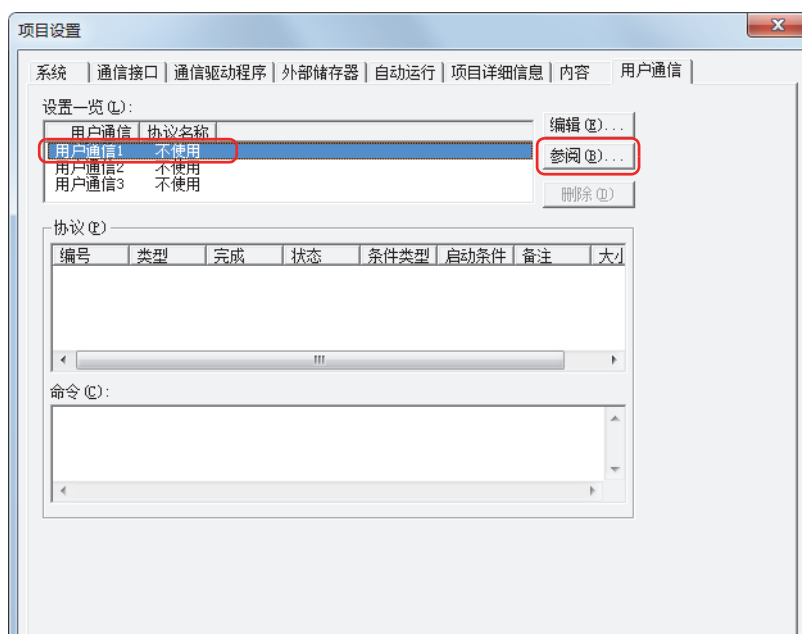 项目设置
系统 通信接口 通信驱动程序 外部储存器 自动运行 项目详细信息 内容 用户通信
设置一览(L):
用户通信 协议名称
用户通信1 不使用
用户通信2 不使用
用户通信3 不使用
编辑(E)...
参阅(B)...
删除(D)
协议(P)
编号 类型 完成 状态 条件类型 启动条件 备注 大小
命令(C):